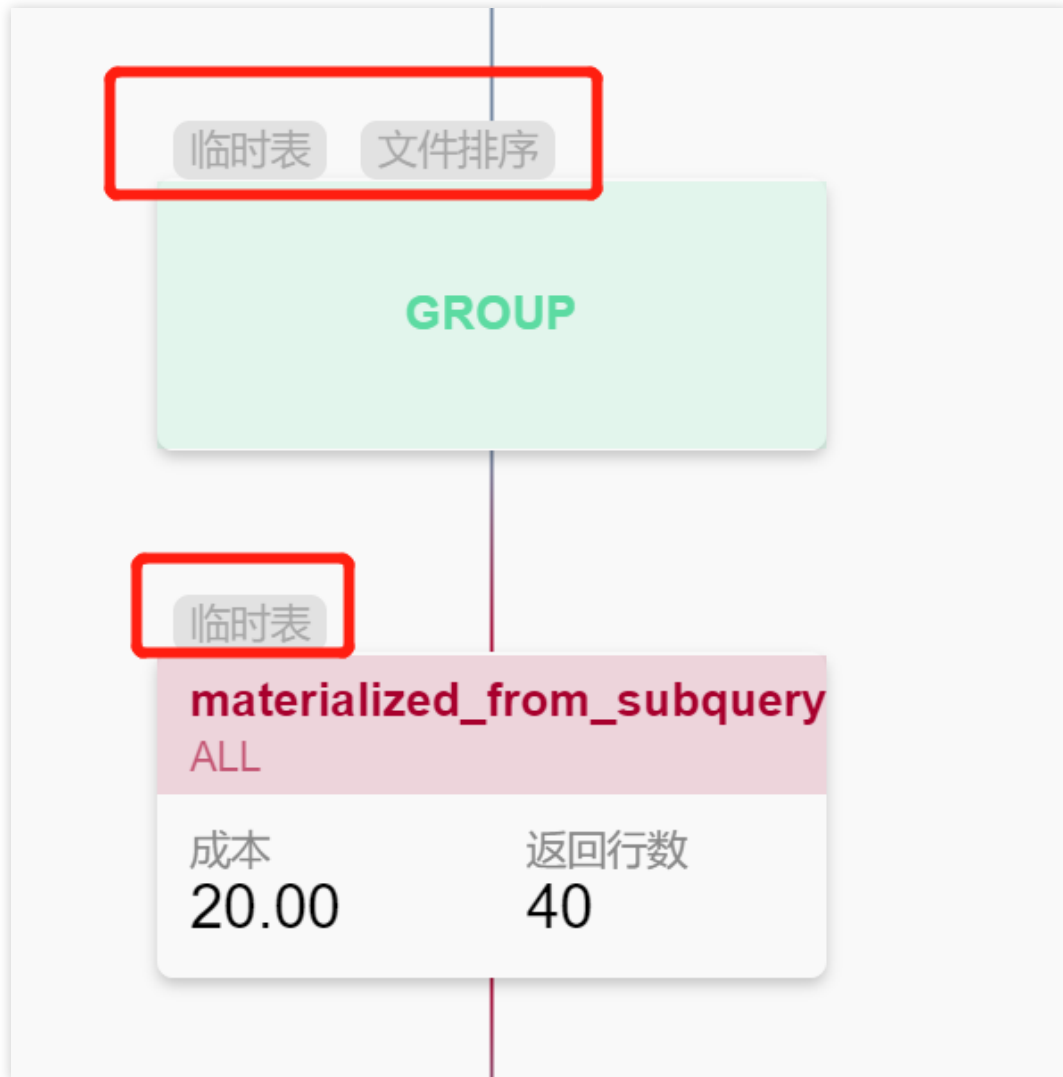 临时表 文件排序
GROUP
临时表
materialized_from_subquery
ALL
成本 返回行数
20.00 40